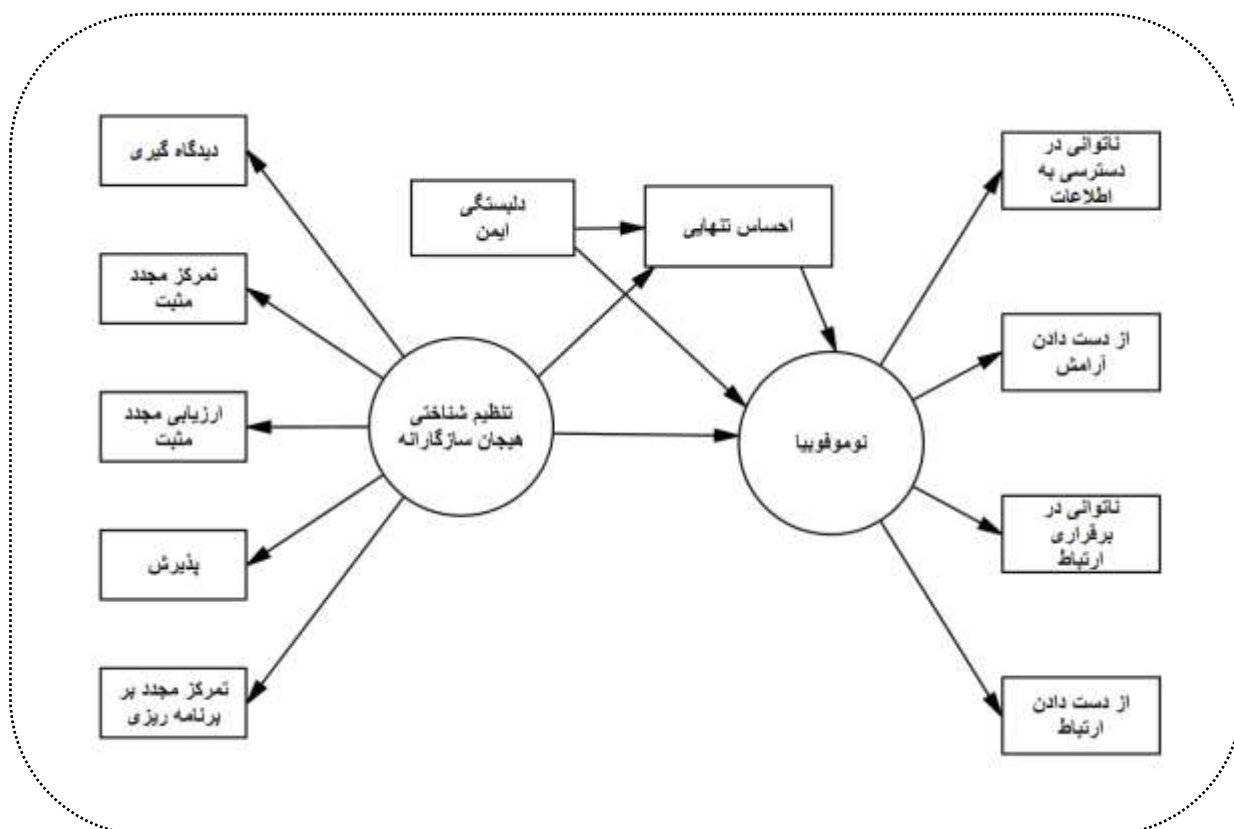 دیدگاه گیری
تمرکز مجدد
مثبت
ارزیابی مجدد
مثبت
پذیرش
تمرکز مجدد بر
برنامه ریزی
تنظیم شناختی
هیجان سازگارانه
دلبستگی
ایمن
احساس تنهایی
نوموفوبیا
ناتوانی در
دسترسی به
اطلاعات
از دست دادن
آرامش
ناتوانی در
برقراری
ارتباط
از دست دادن
ارتباط